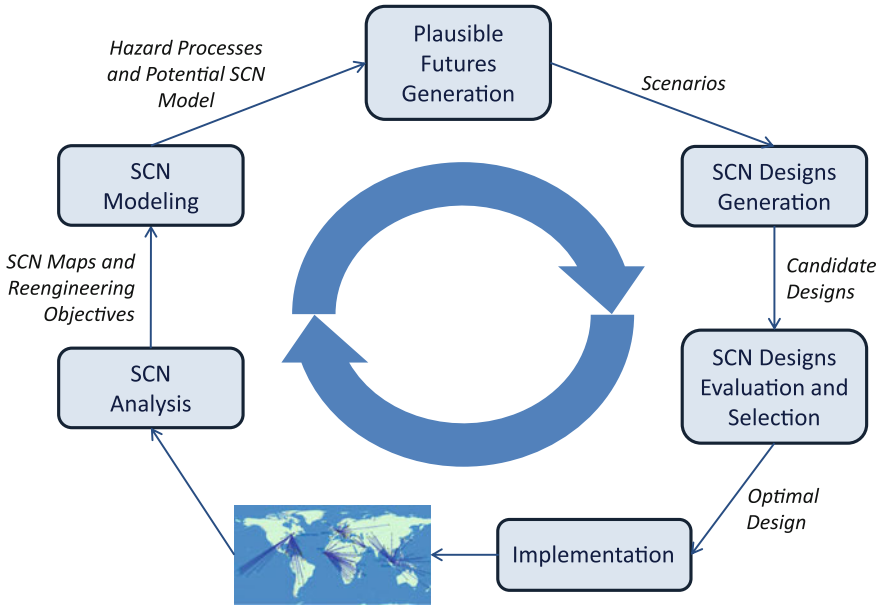 Plausible
Futures
Generation
Hazard Processes
and Potential SCN
Model
Scenarios
SCN
Modeling
SCN Designs
Generation
SCN Maps and
Reengineering
Objectives
Candidate
Designs
SCN
Analysis
SCN Designs
Evaluation and
Selection
Optimal
Design
Implementation